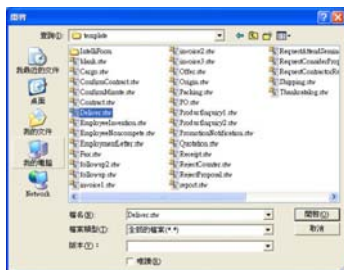 開啟
查詢(I): template
我最近的文件
桌面
我的文件
我的電腦
Network
IntelliForm
blank.stw
Cargo.stw
ConfirmContract.stw
ConfirmMinute.stw
Contract.stw
Deliver.stw
EmployeeInvention.stw
EmployeeNoncompete.stw
EmploymentLetter.stw
Fax.stw
followup2.stw
followup.stw
invoice1.stw
invoice2.stw
invoice3.stw
Offer.stw
Origin.stw
Packing.stw
PO.stw
ProductInquiry1.stw
ProductInquiry2.stw
PromotionNotification.stw
Quotation.stw
Receipt.stw
RejectCounter.stw
RejectProposal.stw
report.stw
Shipping.stw
檔名(N): Deliver.stw
開啟(O)
檔案類型(T): 全部的檔案(*.*)
取消
版本(V):
唯讀(R)